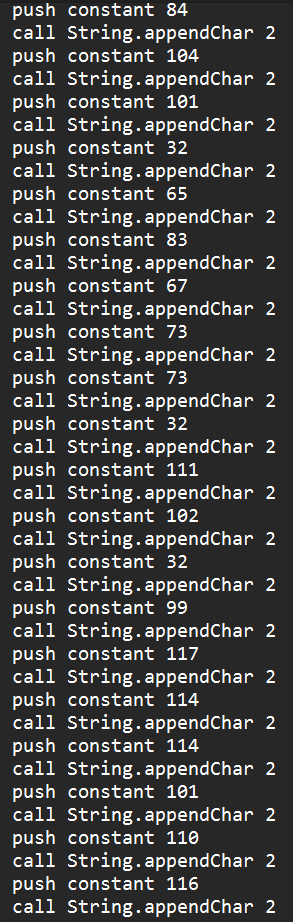 push constant 84
call String.appendChar 2
push constant 104
call String.appendChar 2
push constant 101
call String.appendChar 2
push constant 32
call String.appendChar 2
push constant 65
call String.appendChar 2
push constant 83
call String.appendChar 2
push constant 67
call String.appendChar 2
push constant 73
call String.appendChar 2
push constant 73
call String.appendChar 2
push constant 32
call String.appendChar 2
push constant 111
call String.appendChar 2
push constant 102
call String.appendChar 2
push constant 32
call String.appendChar 2
push constant 99
call String.appendChar 2
push constant 117
call String.appendChar 2
push constant 114
call String.appendChar 2
push constant 114
call String.appendChar 2
push constant 101
call String.appendChar 2
push constant 110
call String.appendChar 2
push constant 116
call String.appendChar 2